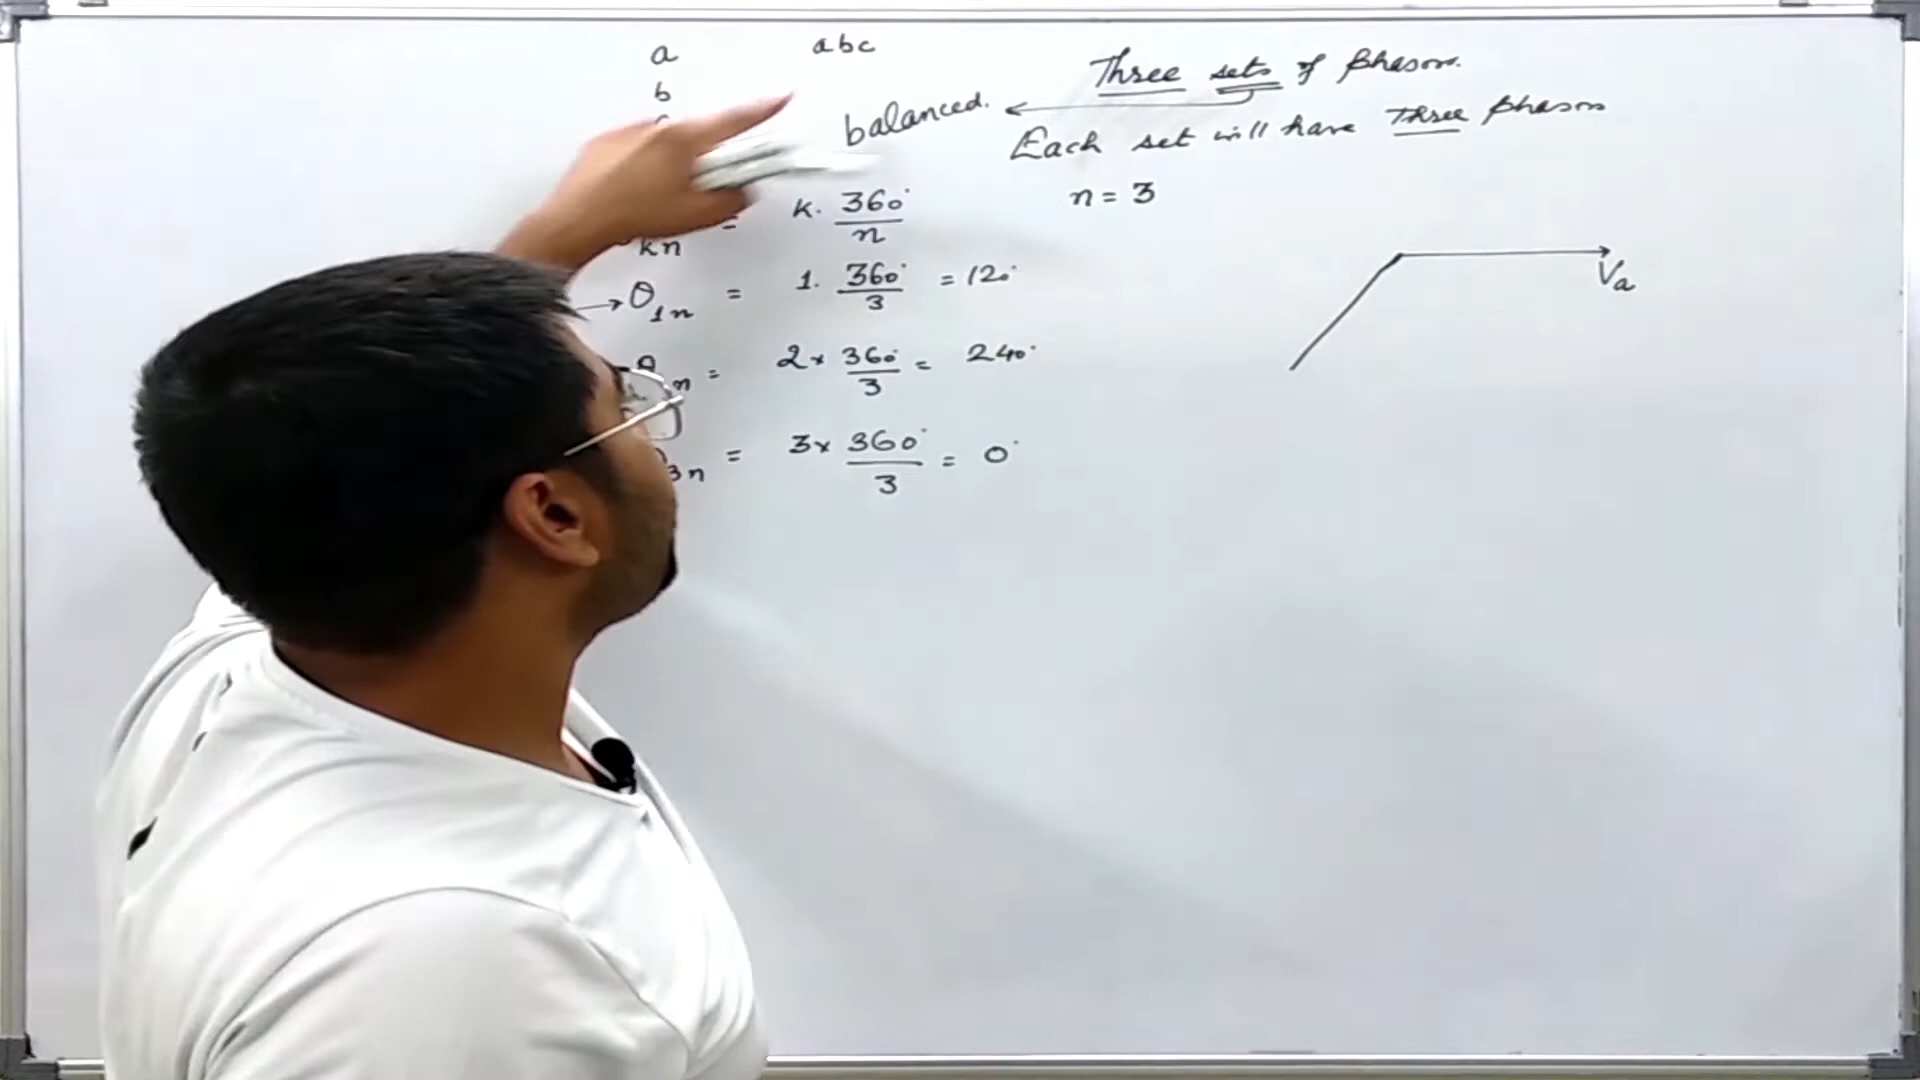 a
b
abc
Three sets of phasors.
balanced.
Each set will have Three phasors
n = 3
kn = k. 360°/n
θ1n = 1. 360°/3 = 120°
n = 2 x 360°/3 = 240°
3n = 3 x 360°/3 = 0°
Va